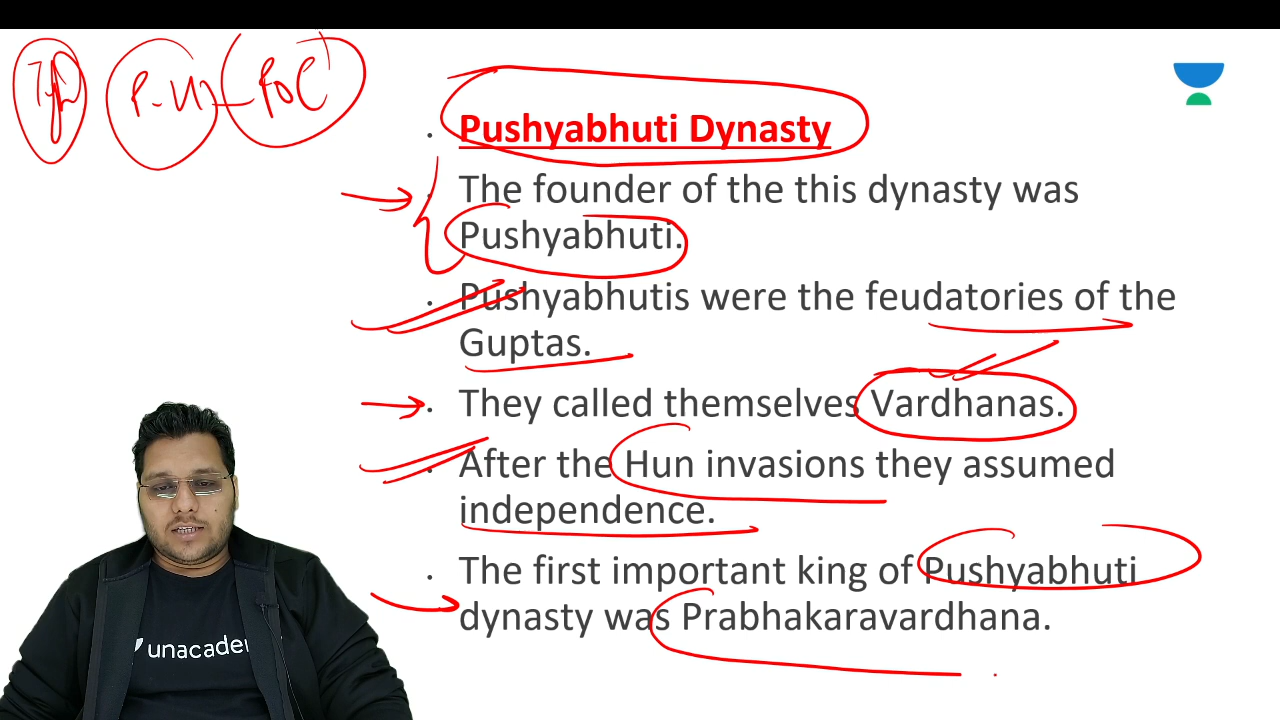 Pushyabhuti Dynasty
The founder of the this dynasty was
Pushyabhuti.
Pushyabhutis were the feudatories of the
Guptas.
They called themselves Vardhanas.
After the Hun invasions they assumed
independence.
The first important king of Pushyabhuti
dynasty was Prabhakaravardhana.